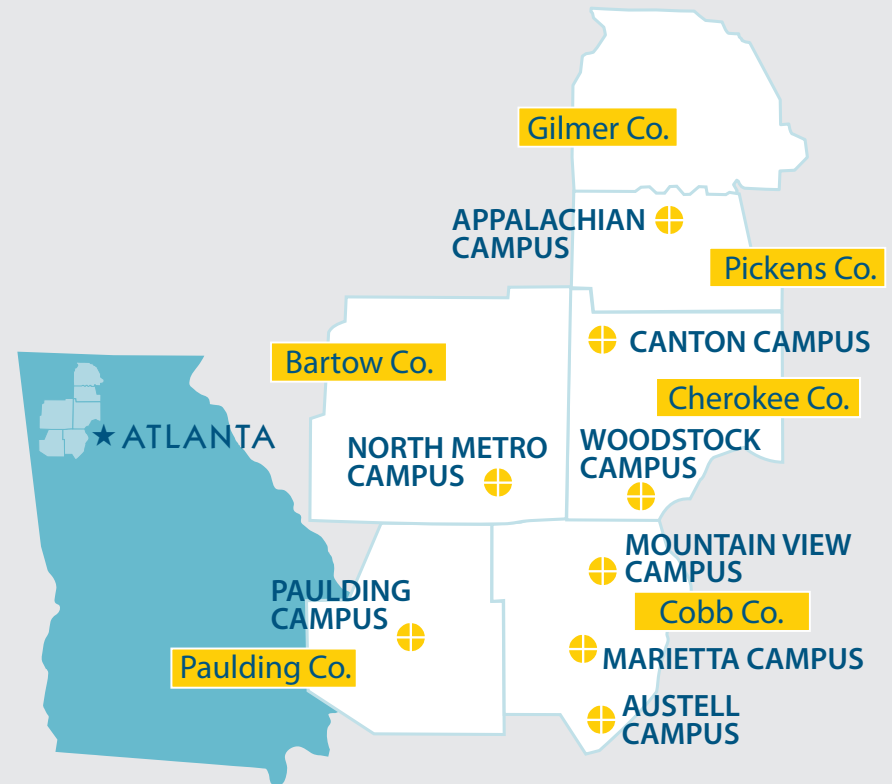 Gilmer Co.
APPALACHIAN
CAMPUS
Pickens Co.
CANTON CAMPUS
Bartow Co.
Cherokee Co.
ATLANTA
NORTH METRO
CAMPUS
WOODSTOCK
CAMPUS
MOUNTAIN VIEW
CAMPUS
PAULDING
CAMPUS
Cobb Co.
Paulding Co.
MARIETTA CAMPUS
AUSTELL
CAMPUS